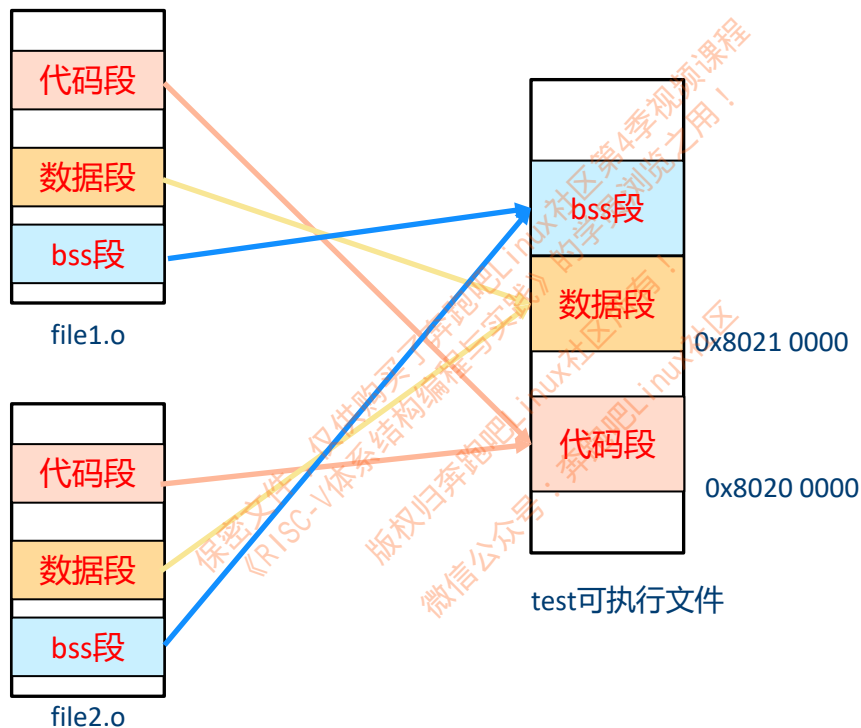 代码段
数据段
bss段
file1.o
代码段
数据段
bss段
file2.o
bss段
数据段
0x8021 0000
代码段
0x8020 0000
test可执行文件
保密文件，仅供购买了奔跑吧Linux社区第4季视频课程
《RISC-V体系结构编程与实践》的学员浏览之用！
版权归奔跑吧Linux社区所有！
微信公众号：奔跑吧Linux社区